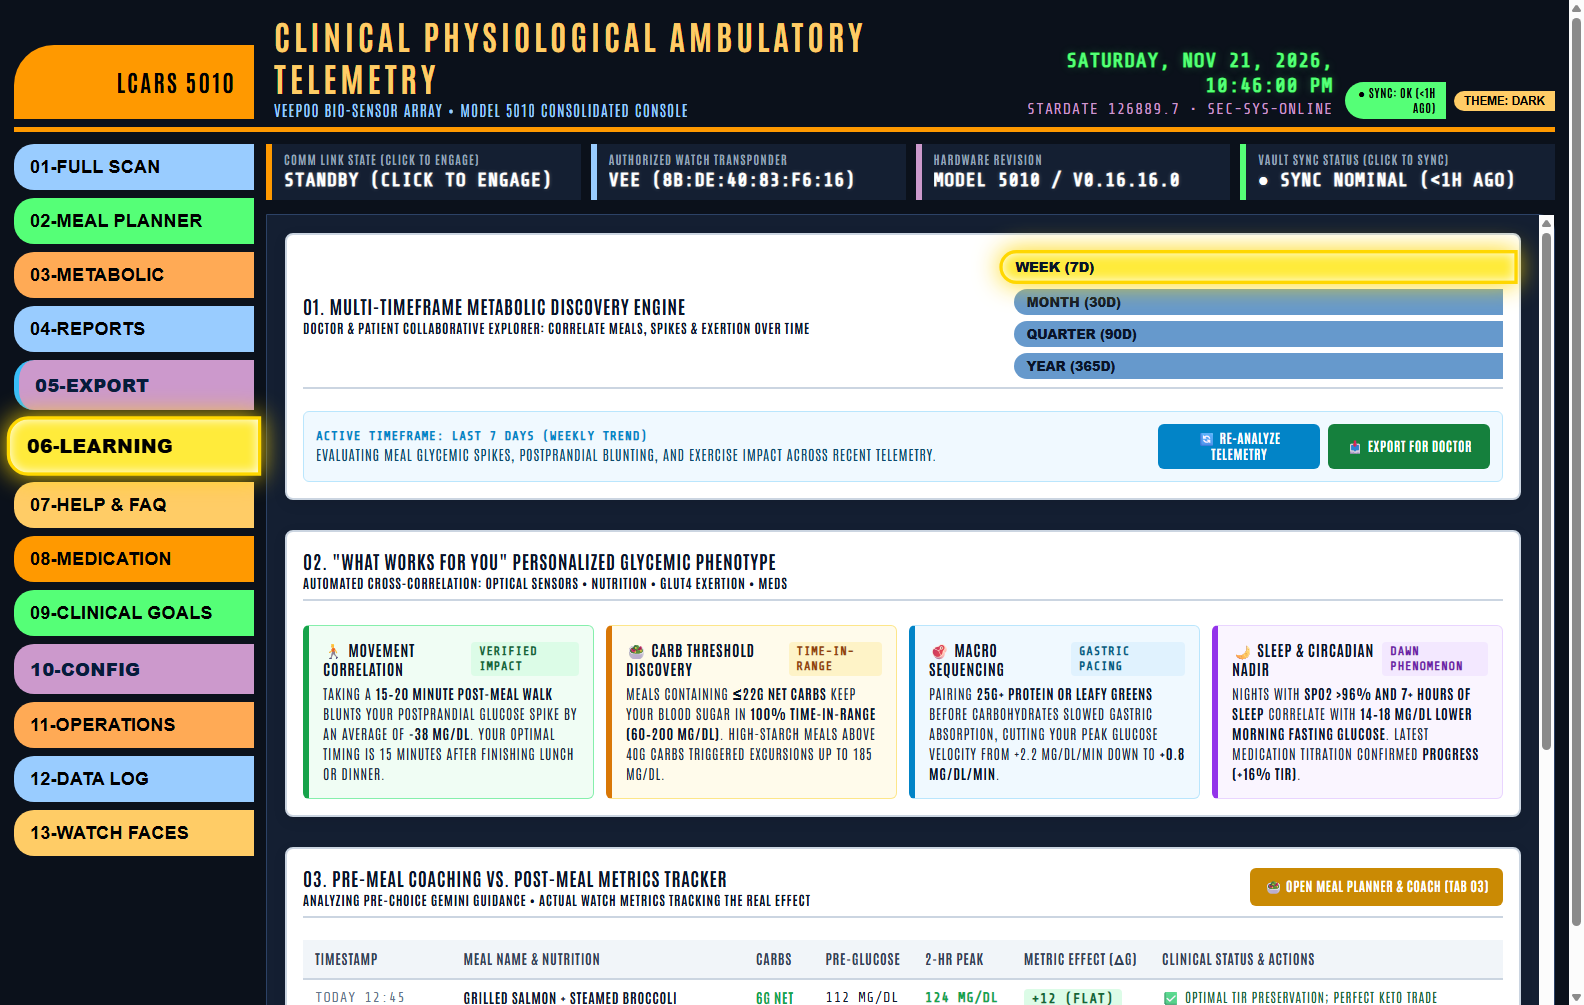 LCARS 5010
CLINICAL PHYSIOLOGICAL AMBULATORY
TELEMETRY
VEEPOO BIO-SENSOR ARRAY • MODEL 5010 CONSOLIDATED CONSOLE
SATURDAY, NOV 21, 2026,
10:46:00 PM
STARDATE 126889.7 · SEC-SYS-ONLINE
● SYNC: OK (<1H
AGO)
THEME: DARK
01-FULL SCAN
02-MEAL PLANNER
03-METABOLIC
04-REPORTS
05-EXPORT
06-LEARNING
07-HELP & FAQ
08-MEDICATION
09-CLINICAL GOALS
10-CONFIG
11-OPERATIONS
12-DATA LOG
13-WATCH FACES
COMM LINK STATE (CLICK TO ENGAGE)
STANDBY (CLICK TO ENGAGE)
AUTHORIZED WATCH TRANSPONDER
VEE (8B:DE:40:83:F6:16)
HARDWARE REVISION
MODEL 5010 / V0.16.16.0
VAULT SYNC STATUS (CLICK TO SYNC)
● SYNC NOMINAL (<1H AGO)
01. MULTI-TIMEFRAME METABOLIC DISCOVERY ENGINE
DOCTOR & PATIENT COLLABORATIVE EXPLORER: CORRELATE MEALS, SPIKES & EXERTION OVER TIME
WEEK (7D)
MONTH (30D)
QUARTER (90D)
YEAR (365D)
ACTIVE TIMEFRAME: LAST 7 DAYS (WEEKLY TREND)
EVALUATING MEAL GLYCEMIC SPIKES, POSTPRANDIAL BLUNTING, AND EXERCISE IMPACT ACROSS RECENT TELEMETRY.
RE-ANALYZE
TELEMETRY
EXPORT FOR DOCTOR
02. "WHAT WORKS FOR YOU" PERSONALIZED GLYCEMIC PHENOTYPE
AUTOMATED CROSS-CORRELATION: OPTICAL SENSORS • NUTRITION • GLUT4 EXERTION • MEDS
MOVEMENT
CORRELATION
VERIFIED
IMPACT
TAKING A 15-20 MINUTE POST-MEAL WALK
BLUNTS YOUR POSTPRANDIAL GLUCOSE SPIKE BY
AN AVERAGE OF -38 MG/DL. YOUR OPTIMAL
TIMING IS 15 MINUTES AFTER FINISHING LUNCH
OR DINNER.
CARB THRESHOLD
DISCOVERY
TIME-IN-
RANGE
MEALS CONTAINING ≤22G NET CARBS KEEP
YOUR BLOOD SUGAR IN 100% TIME-IN-RANGE
(60-200 MG/DL). HIGH-STARCH MEALS ABOVE
40G CARBS TRIGGERED EXCURSIONS UP TO 185
MG/DL.
MACRO
SEQUENCING
GASTRIC
PACING
PAIRING 25G+ PROTEIN OR LEAFY GREENS
BEFORE CARBOHYDRATES SLOWED GASTRIC
ABSORPTION, CUTTING YOUR PEAK GLUCOSE
VELOCITY FROM +2.2 MG/DL/MIN DOWN TO +0.8
MG/DL/MIN.
SLEEP & CIRCADIAN
NADIR
DAWN
PHENOMENON
NIGHTS WITH SPO2 >96% AND 7+ HOURS OF
SLEEP CORRELATE WITH 14-18 MG/DL LOWER
MORNING FASTING GLUCOSE. LATEST
MEDICATION TITRATION CONFIRMED PROGRESS
(+16% TIR).
03. PRE-MEAL COACHING VS. POST-MEAL METRICS TRACKER
ANALYZING PRE-CHOICE GEMINI GUIDANCE • ACTUAL WATCH METRICS TRACKING THE REAL EFFECT
OPEN MEAL PLANNER & COACH (TAB 03)
TIMESTAMP MEAL NAME & NUTRITION CARBS PRE-GLUCOSE 2-HR PEAK METRIC EFFECT (ΔG) CLINICAL STATUS & ACTIONS
TODAY 12:45 GRILLED SALMON + STEAMED BROCCOLI 6G NET 112 MG/DL 124 MG/DL +12 (FLAT) ✅ OPTIMAL TIR PRESERVATION; PERFECT KETO TRADE